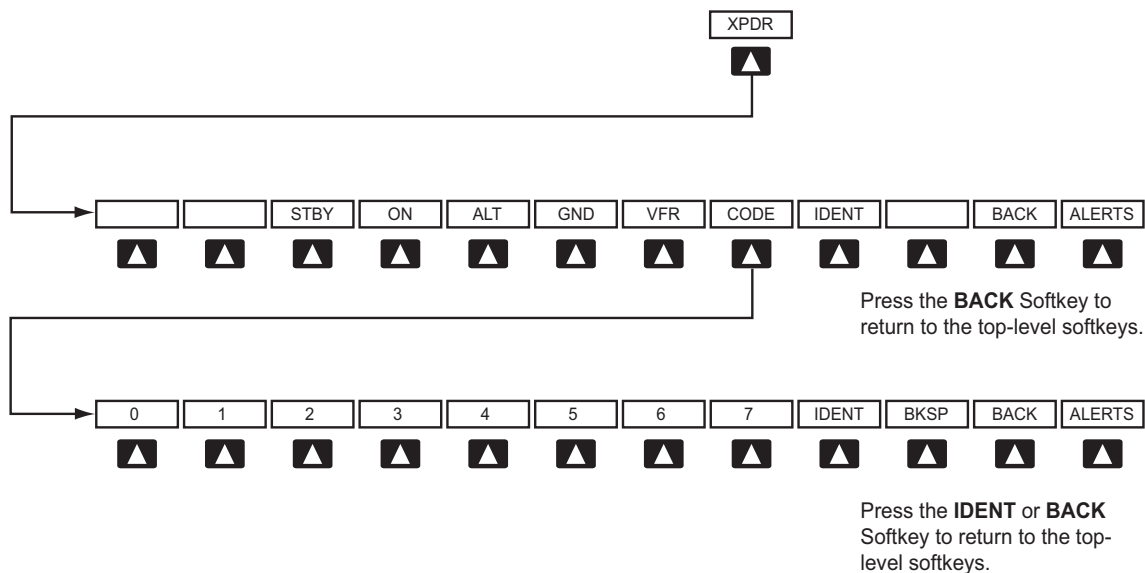 XPDR
STBY ON ALT GND VFR CODE IDENT BACK ALERTS
Press the BACK Softkey to
return to the top-level softkeys.
0 1 2 3 4 5 6 7 IDENT BKSP BACK ALERTS
Press the IDENT or BACK
Softkey to return to the top-
level softkeys.